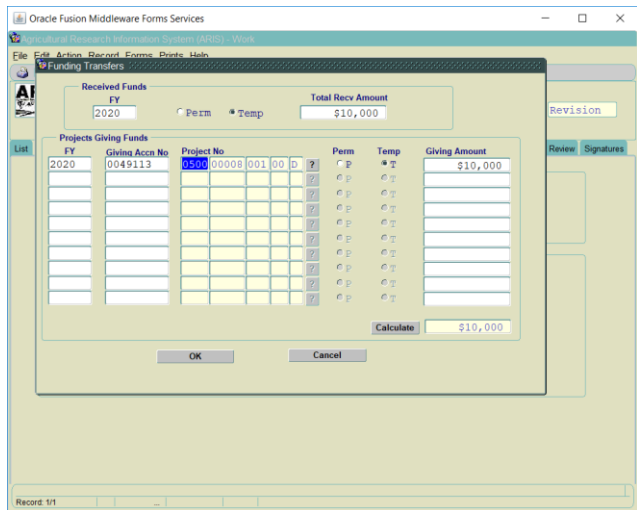 Oracle Fusion Middleware Forms Services
Agricultural Research Information System (ARIS) - Work
File Edit Action Record Forms Prints Help
Funding Transfers
Received Funds
FY
Total Recv Amount
2020
Perm
Temp
$10,000
Revision
Projects Giving Funds
List
FY
Giving Accn No
Project No
Perm
Temp
Giving Amount
Review
Signatures
2020
0049113
0500 00008 001 00 D
?
P
T
$10,000
? P T
? P T
? P T
? P T
? P T
? P T
? P T
? P T
? P T
Calculate
$10,000
OK
Cancel
Record: 1/1
...